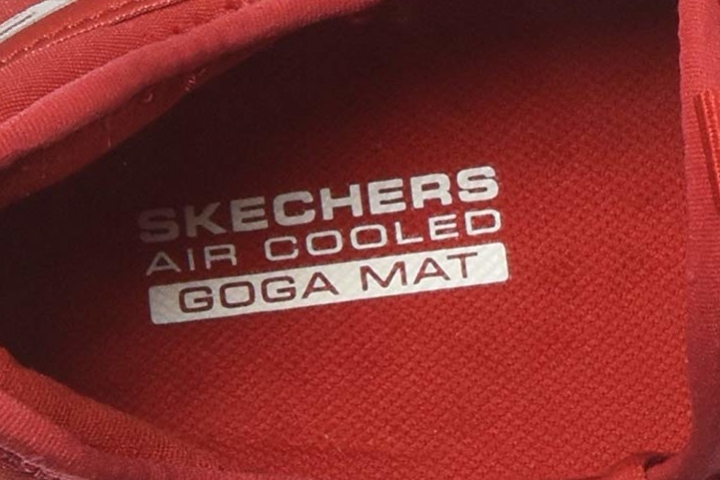 SKECHERS
AIR COOLED
GOGA MAT